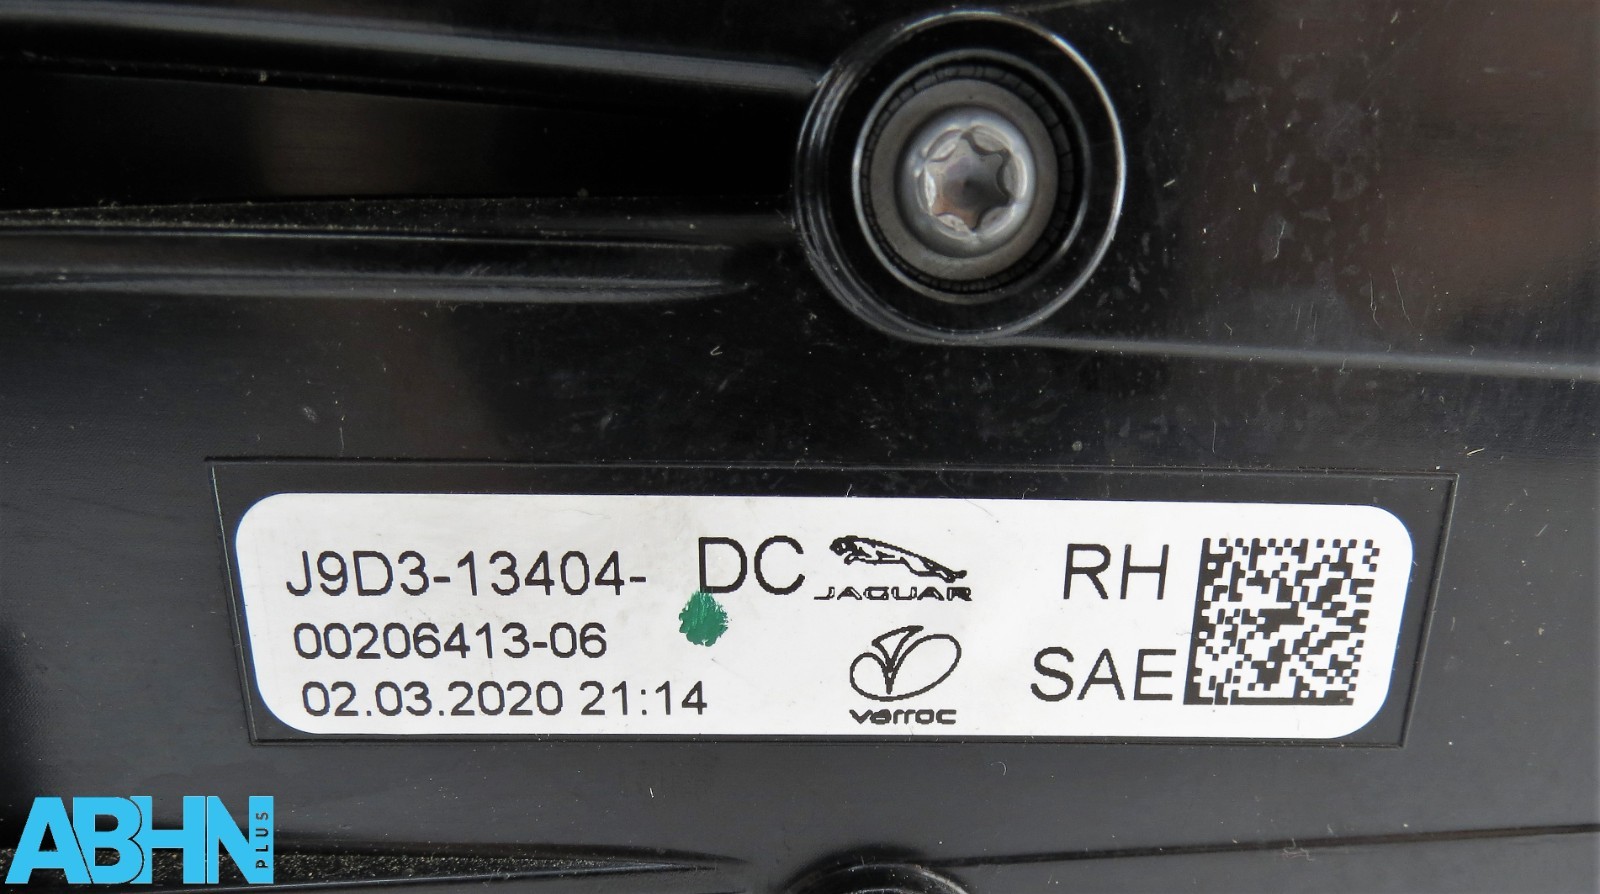 J9D3-13404- DC JAGUAR RH
00206413-06
02.03.2020 21:14 varroc SAE
ABHN PLUS